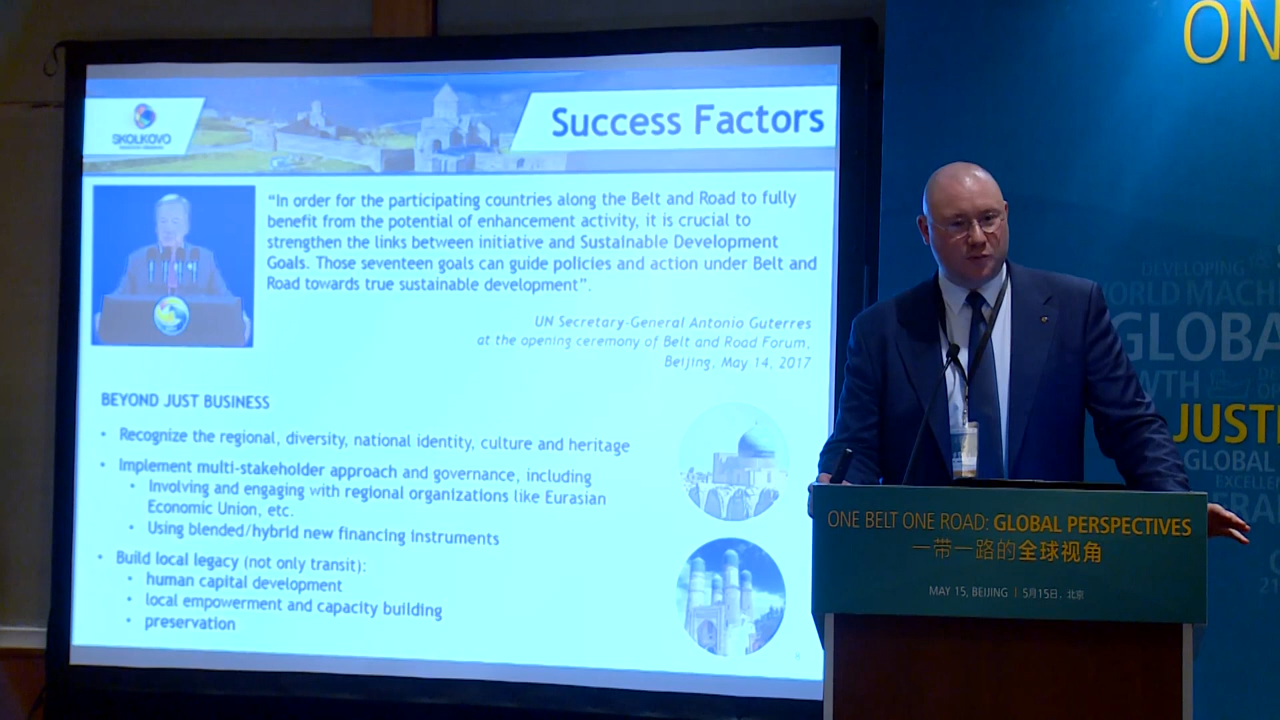 SKOLKOVO
Success Factors
“In order for the participating countries along the Belt and Road to fully
benefit from the potential of enhancement activity, it is crucial to
strengthen the links between initiative and Sustainable Development
Goals. Those seventeen goals can guide policies and action under Belt and
Road towards true sustainable development”.
UN Secretary-General Antonio Guterres
at the opening ceremony of Belt and Road Forum,
Beijing, May 14, 2017
BEYOND JUST BUSINESS
• Recognize the regional, diversity, national identity, culture and heritage
• Implement multi-stakeholder approach and governance, including
• Involving and engaging with regional organizations like Eurasian
Economic Union, etc.
• Using blended/hybrid new financing instruments
• Build local legacy (not only transit):
• human capital development
• local empowerment and capacity building
• preservation
ON
DEVELOPING
ORLD MACH
GLOBA
WTH
JUSTI
GLOBAL
EXCELLE
ERA
ONE BELT ONE ROAD: GLOBAL PERSPECTIVES
一带一路的全球视角
MAY 15, BEIJING | 5月15日，北京